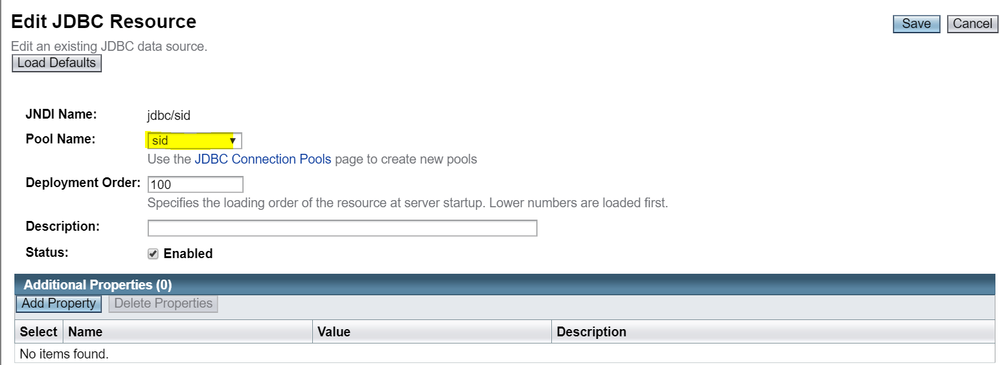 Edit JDBC Resource
Save Cancel
Edit an existing JDBC data source.
Load Defaults
JNDI Name: jdbc/sid
Pool Name: sid
Use the JDBC Connection Pools page to create new pools
Deployment Order: 100
Specifies the loading order of the resource at server startup. Lower numbers are loaded first.
Description:
Status: Enabled
Additional Properties (0)
Add Property Delete Properties
Select Name Value Description
No items found.